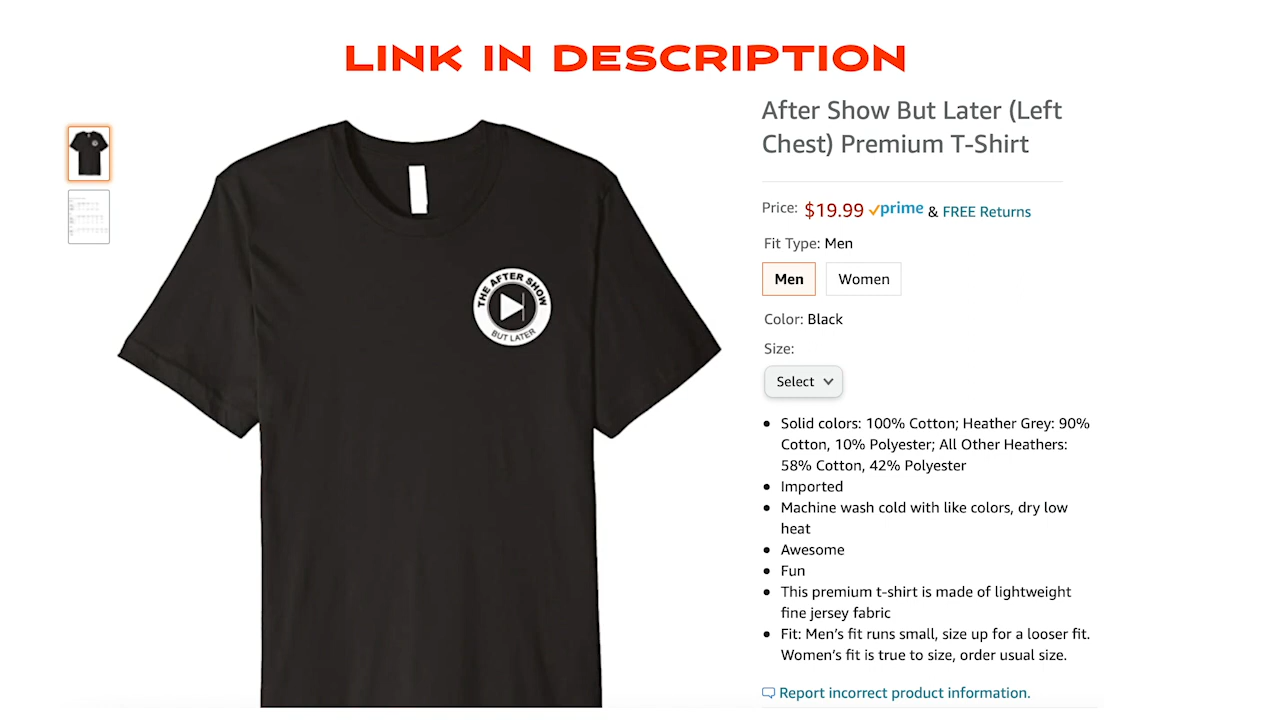 LINK IN DESCRIPTION
After Show But Later (Left
Chest) Premium T-Shirt
Price: $19.99 prime & FREE Returns
Fit Type: Men
Men Women
Color: Black
Size:
Select
THE AFTER SHOW
BUT LATER
Solid colors: 100% Cotton; Heather Grey: 90%
Cotton, 10% Polyester; All Other Heathers:
58% Cotton, 42% Polyester
Imported
Machine wash cold with like colors, dry low
heat
Awesome
Fun
This premium t-shirt is made of lightweight
fine jersey fabric
Fit: Men’s fit runs small, size up for a looser fit.
Women’s fit is true to size, order usual size.
Report incorrect product information.